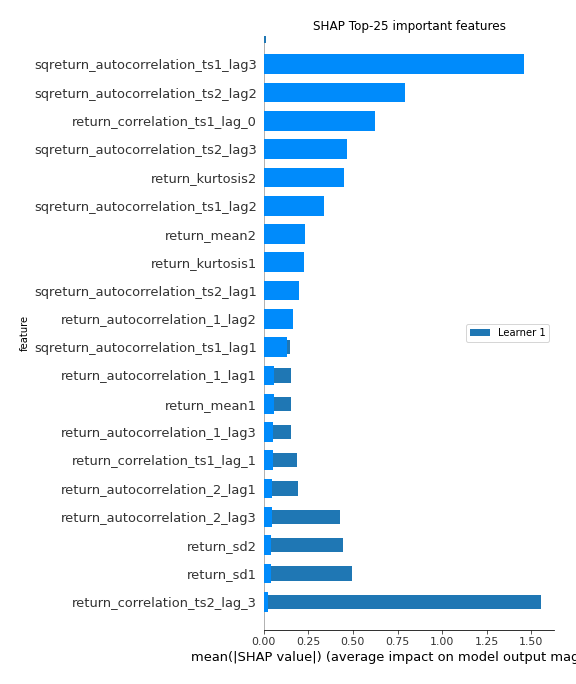 SHAP Top-25 important features
sqreturn_autocorrelation_ts1_lag3
sqreturn_autocorrelation_ts2_lag2
return_correlation_ts1_lag_0
sqreturn_autocorrelation_ts2_lag3
return_kurtosis2
sqreturn_autocorrelation_ts1_lag2
return_mean2
return_kurtosis1
sqreturn_autocorrelation_ts2_lag1
return_autocorrelation_1_lag2
sqreturn_autocorrelation_ts1_lag1
return_autocorrelation_1_lag1
return_mean1
return_autocorrelation_1_lag3
return_correlation_ts1_lag_1
return_autocorrelation_2_lag1
return_autocorrelation_2_lag3
return_sd2
return_sd1
return_correlation_ts2_lag_3
feature
Learner 1
0.00 0.25 0.50 0.75 1.00 1.25 1.50
mean(|SHAP value|) (average impact on model output mag